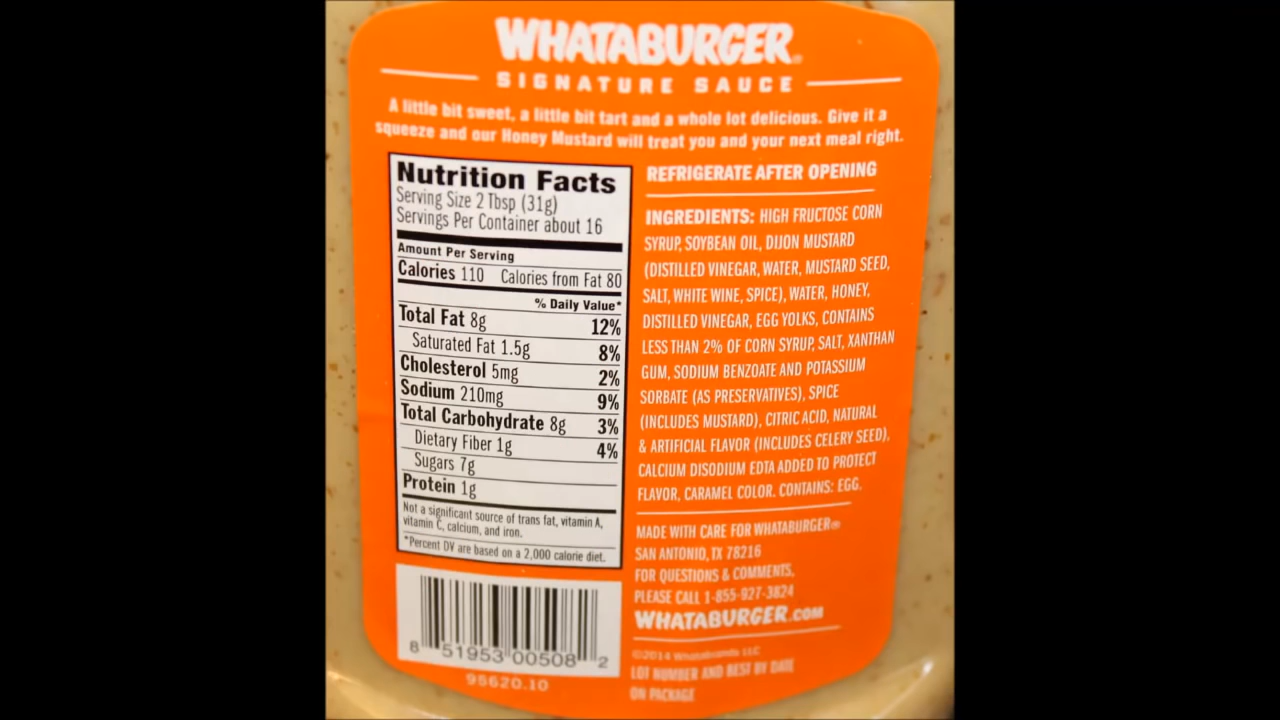 WHATABURGER®
SIGNATURE SAUCE
A little bit sweet, a little bit tart and a whole lot delicious. Give it a
squeeze and our Honey Mustard will treat you and your next meal right.
Nutrition Facts
Serving Size 2 Tbsp (31g)
Servings Per Container about 16
Amount Per Serving
Calories 110 Calories from Fat 80
% Daily Value*
Total Fat 8g 12%
Saturated Fat 1.5g 8%
Cholesterol 5mg 2%
Sodium 210mg 9%
Total Carbohydrate 8g 3%
Dietary Fiber 1g 4%
Sugars 7g
Protein 1g
Not a significant source of trans fat, vitamin A,
vitamin C, calcium, and iron.
*Percent DV are based on a 2,000 calorie diet.
8 51953 00508 2
95620.10
REFRIGERATE AFTER OPENING
INGREDIENTS: HIGH FRUCTOSE CORN
SYRUP, SOYBEAN OIL, DIJON MUSTARD
(DISTILLED VINEGAR, WATER, MUSTARD SEED,
SALT, WHITE WINE, SPICE), WATER, HONEY,
DISTILLED VINEGAR, EGG YOLKS, CONTAINS
LESS THAN 2% OF CORN SYRUP, SALT, XANTHAN
GUM, SODIUM BENZOATE AND POTASSIUM
SORBATE (AS PRESERVATIVES), SPICE
(INCLUDES MUSTARD), CITRIC ACID, NATURAL
& ARTIFICIAL FLAVOR (INCLUDES CELERY SEED),
CALCIUM DISODIUM EDTA ADDED TO PROTECT
FLAVOR, CARAMEL COLOR. CONTAINS: EGG.
MADE WITH CARE FOR WHATABURGER®
SAN ANTONIO, TX 78216
FOR QUESTIONS & COMMENTS,
PLEASE CALL 1-855-927-3824
WHATABURGER.COM
©2014 Whatabrands LLC
LOT NUMBER AND BEST BY DATE
ON PACKAGE